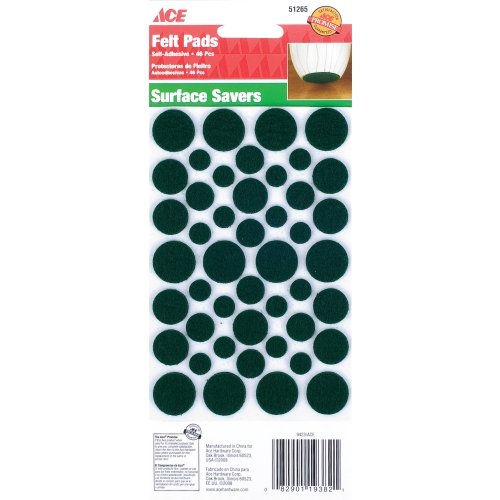 ACE
51265
Felt Pads
Self-Adhesive • 46 Pcs
Protectores de Fieltro
Autoadhesivos • 46 Pcs
Surface Savers
Manufactured in China for
Ace Hardware Corp.
Oak Brook, Illinois 60523,
USA
Fabricado en China para
Ace Hardware Corp.
Oak Brook, Illinois 60523,
EE. UU.
www.acehardware.com
0 82901 19382